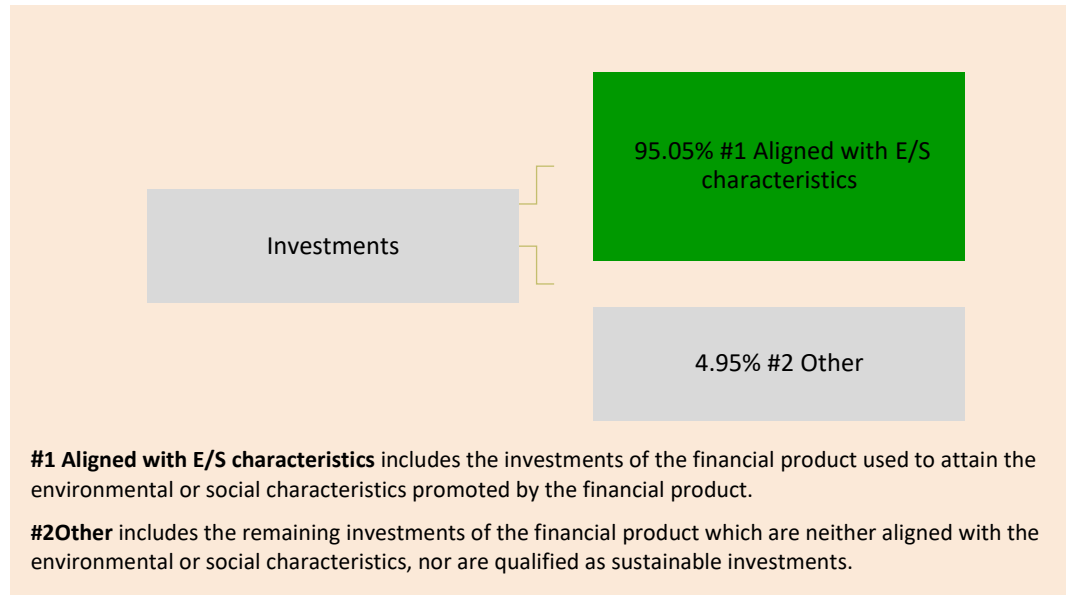 95.05% #1 Aligned with E/S
characteristics
Investments
4.95% #2 Other
#1 Aligned with E/S characteristics includes the investments of the financial product used to attain the
environmental or social characteristics promoted by the financial product.
#2Other includes the remaining investments of the financial product which are neither aligned with the
environmental or social characteristics, nor are qualified as sustainable investments.